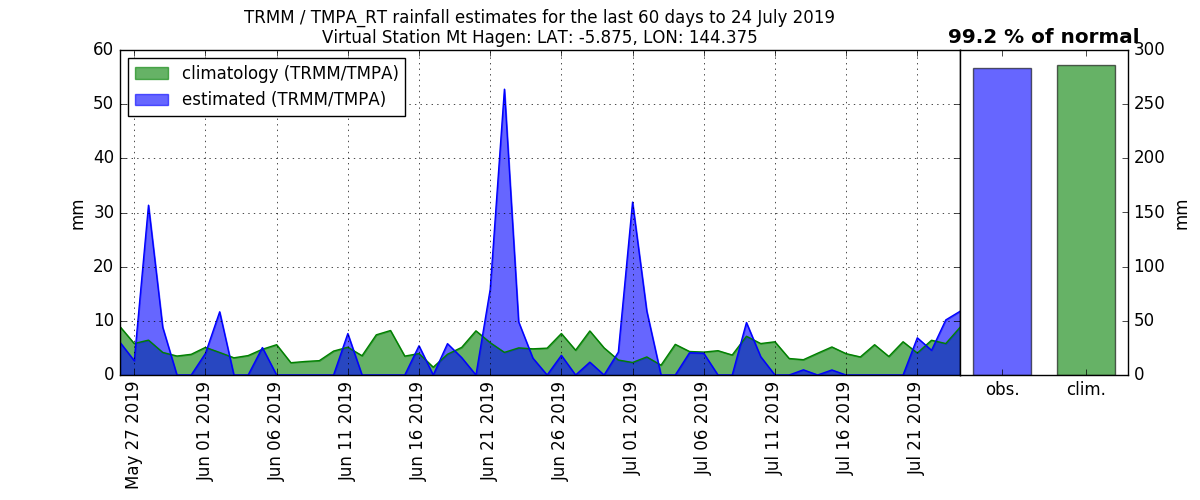 TRMM / TMPA_RT rainfall estimates for the last 60 days to 24 July 2019
Virtual Station Mt Hagen: LAT: -5.875, LON: 144.375
99.2 % of normal
climatology (TRMM/TMPA)
estimated (TRMM/TMPA)
60
50
40
30
20
10
0
mm
May 27 2019
Jun 01 2019
Jun 06 2019
Jun 11 2019
Jun 16 2019
Jun 21 2019
Jun 26 2019
Jul 01 2019
Jul 06 2019
Jul 11 2019
Jul 16 2019
Jul 21 2019
obs.
clim.
300
250
200
150
100
50
0
mm